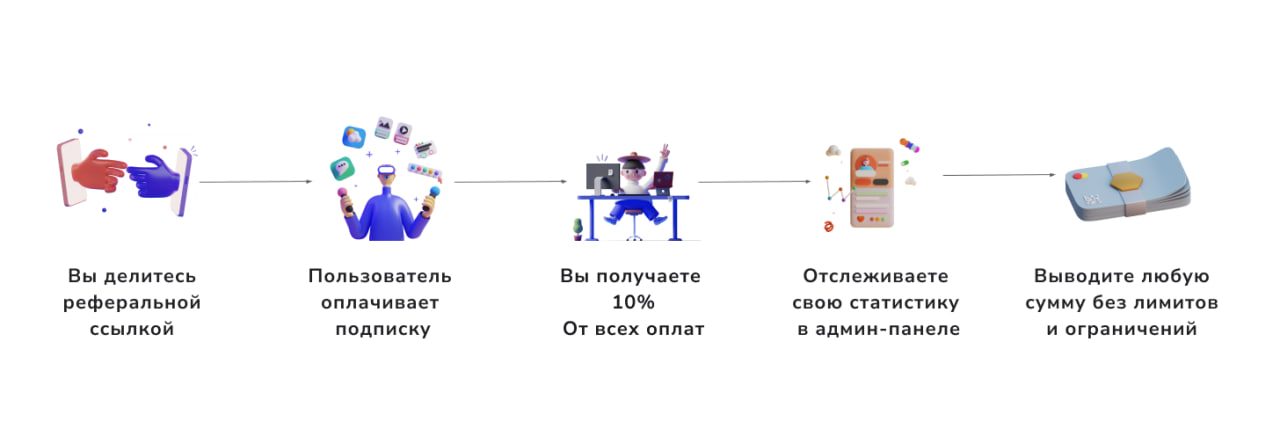 Вы делитесь
реферальной
ссылкой
Пользователь
оплачивает
подписку
Вы получаете
10%
От всех оплат
Отслеживаете
свою статистику
в админ-панеле
Выводите любую
сумму без лимитов
и ограничений